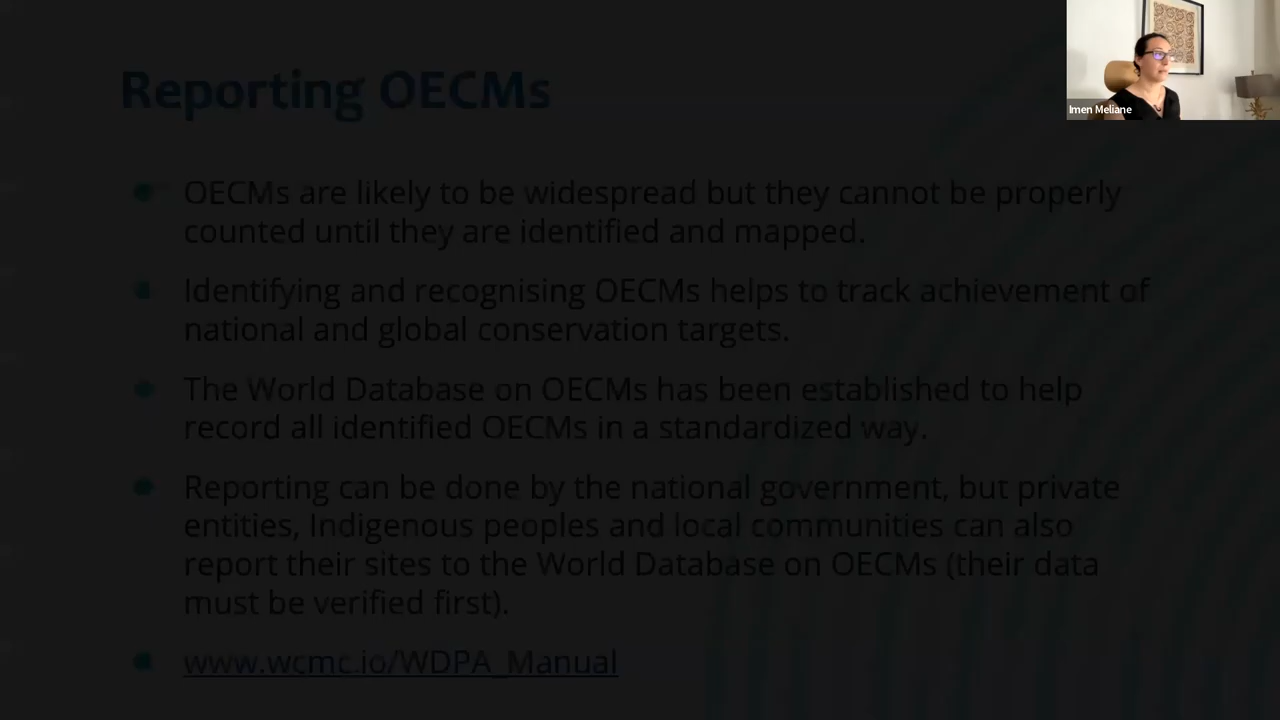 Reporting OECMs
Imen Meliane
OECMs are likely to be widespread but they cannot be properly
counted until they are identified and mapped.
Identifying and recognising OECMs helps to track achievement of
national and global conservation targets.
The World Database on OECMs has been established to help
record all identified OECMs in a standardized way.
Reporting can be done by the national government, but private
entities, Indigenous peoples and local communities can also
report their sites to the World Database on OECMs (their data
must be verified first).
www.wcmc.io/WDPA_Manual